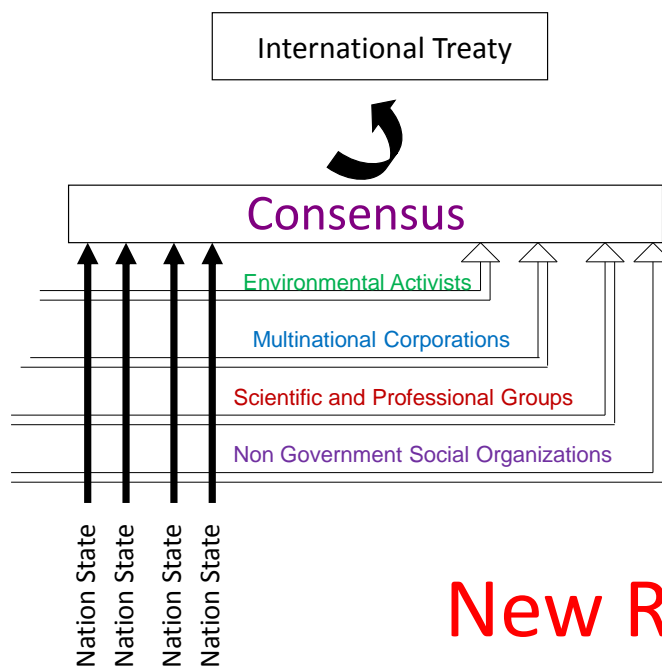 International Treaty
Consensus
Environmental Activists
Multinational Corporations
Scientific and Professional Groups
Non Government Social Organizations
Nation State
Nation State
Nation State
Nation State
New R